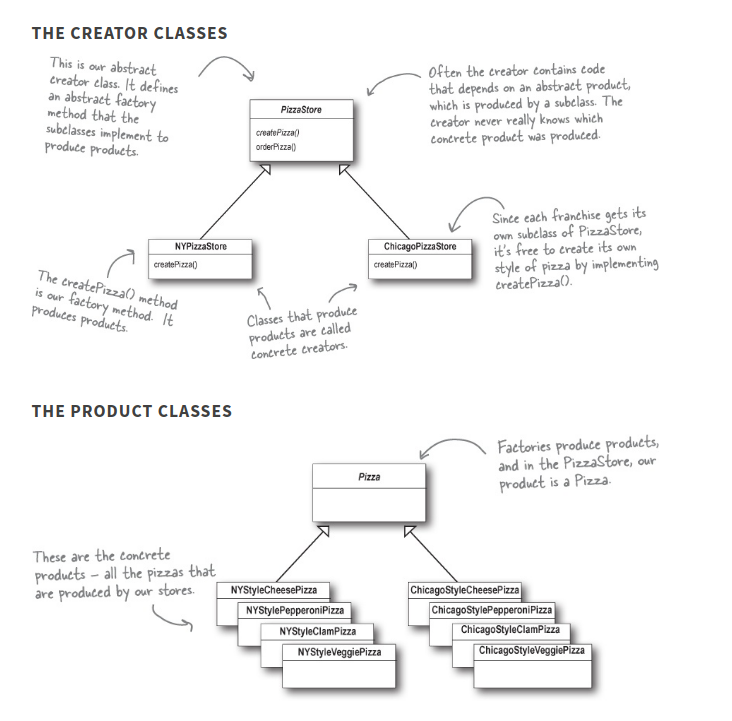 THE CREATOR CLASSES
This is our abstract
creator class. It defines
an abstract factory
method that the
subclasses implement to
produce products.
Often the creator contains code
that depends on an abstract product,
which is produced by a subclass. The
creator never really knows which
concrete product was produced.
PizzaStore
createPizza()
orderPizza()
NYPizzaStore
createPizza()
ChicagoPizzaStore
createPizza()
Since each franchise gets its
own subclass of PizzaStore,
it's free to create its own
style of pizza by implementing
createPizza().
The createPizza() method
is our factory method. It
produces products.
Classes that produce
products are called
concrete creators.
THE PRODUCT CLASSES
Pizza
Factories produce products,
and in the PizzaStore, our
product is a Pizza.
These are the concrete
products – all the pizzas that
are produced by our stores.
NYStyleCheesePizza
NYStylePepperoniPizza
NYStyleClamPizza
NYStyleVeggiePizza
ChicagoStyleCheesePizza
ChicagoStylePepperoniPizza
ChicagoStyleClamPizza
ChicagoStyleVeggiePizza